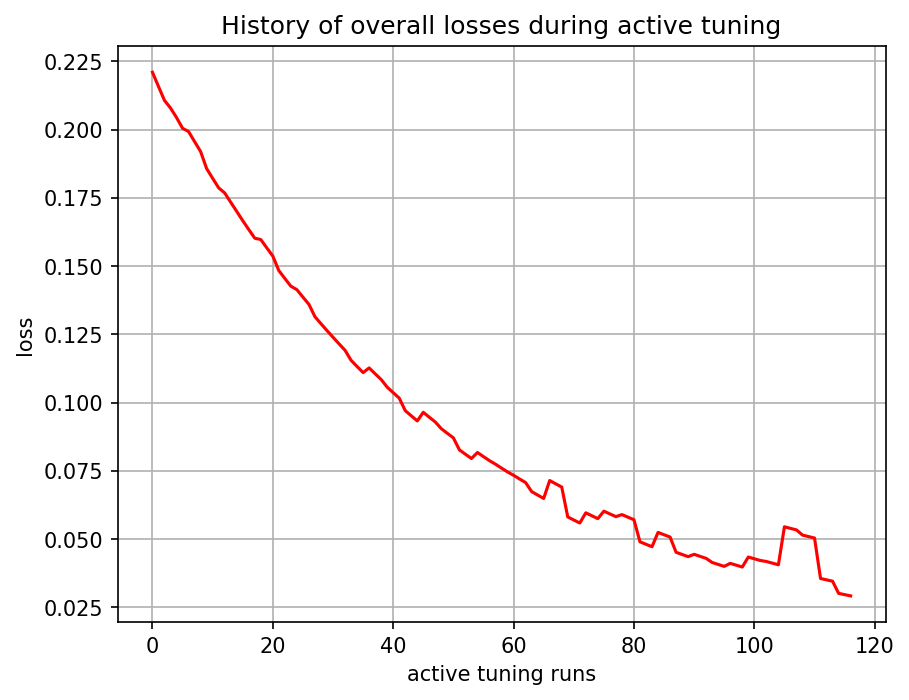 History of overall losses during active tuning
0.225
0.200
0.175
0.150
0.125
0.100
0.075
0.050
0.025
loss
0 20 40 60 80 100 120
active tuning runs